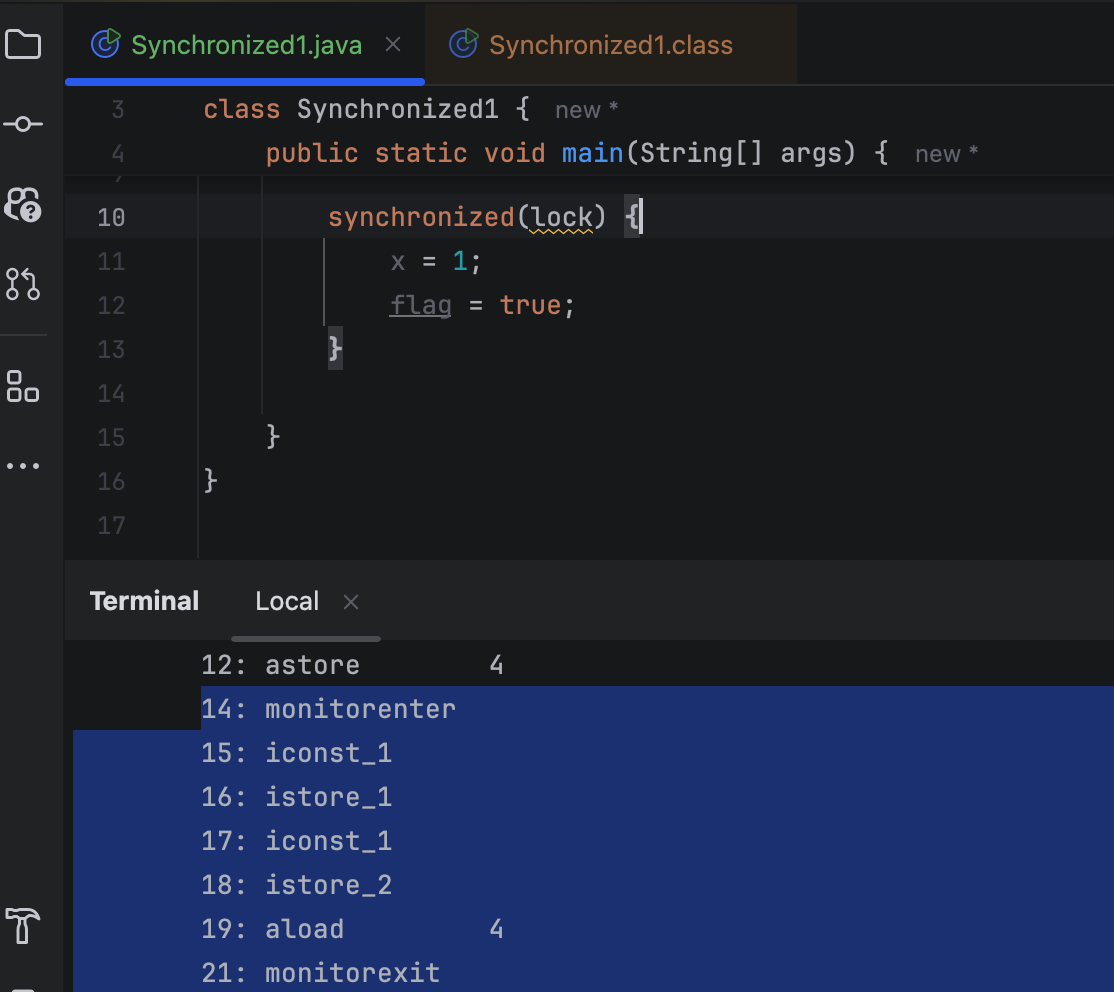 Synchronized1.java Synchronized1.class
3 class Synchronized1 { new *
4 public static void main(String[] args) { new *
10 synchronized(lock) {
11 x = 1;
12 flag = true;
13 }
14
15 }
16 }
17
Terminal Local
12: astore 4
14: monitorenter
15: iconst_1
16: istore_1
17: iconst_1
18: istore_2
19: aload 4
21: monitorexit